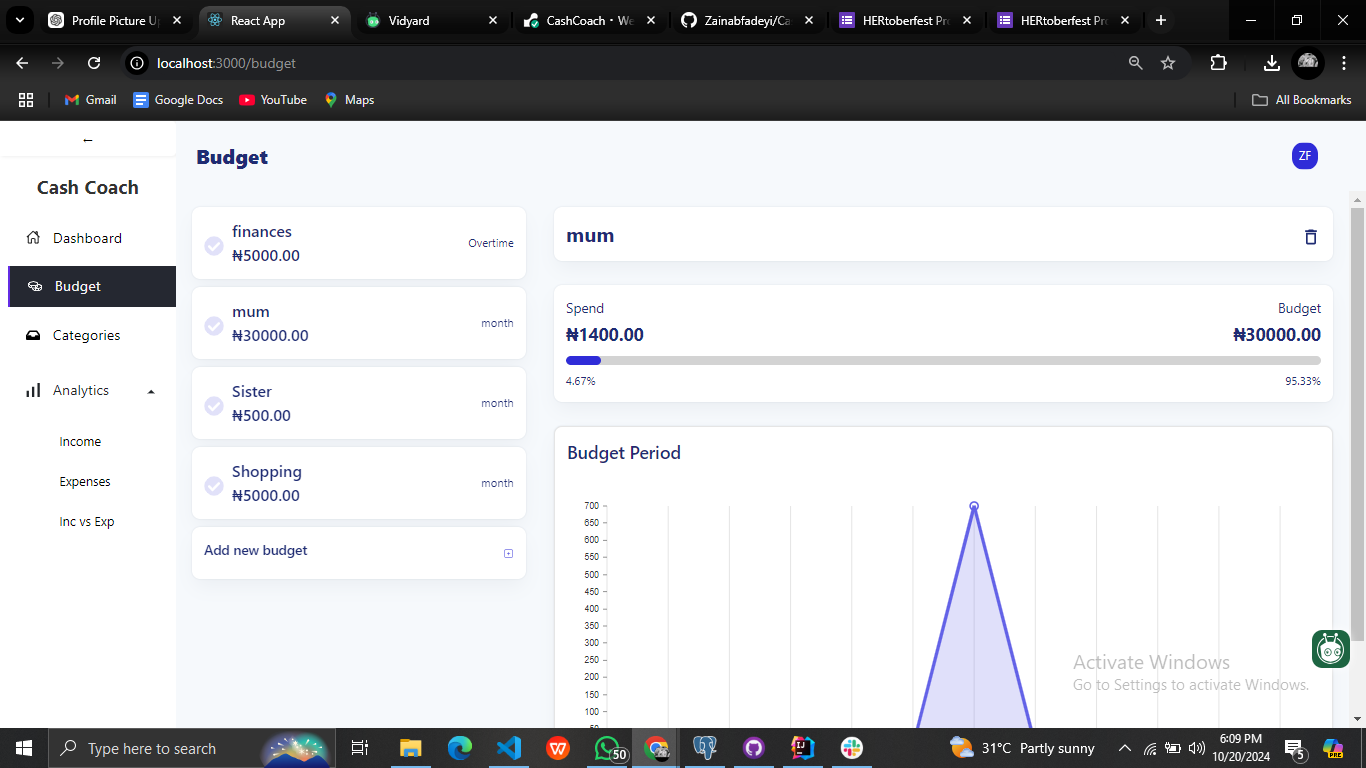 Profile Picture U
React App
Vidyard
CashCoach • We
Zainabfadeyi/Ca
HERtoberfest Pr
HERtoberfest Pr
localhost:3000/budget
Gmail
Google Docs
YouTube
Maps
All Bookmarks
←
Cash Coach
Dashboard
Budget
Categories
Analytics
Income
Expenses
Inc vs Exp
Budget
ZF
finances
₦5000.00
Overtime
mum
₦30000.00
month
Sister
₦500.00
month
Shopping
₦5000.00
month
Add new budget
mum
Spend
Budget
₦1400.00
₦30000.00
4.67%
95.33%
Budget Period
700
650
600
550
500
450
400
350
300
250
200
150
100
50
Activate Windows
Go to Settings to activate Windows.
Type here to search
50
31°C Partly sunny
6:09 PM
10/20/2024
5
PRE